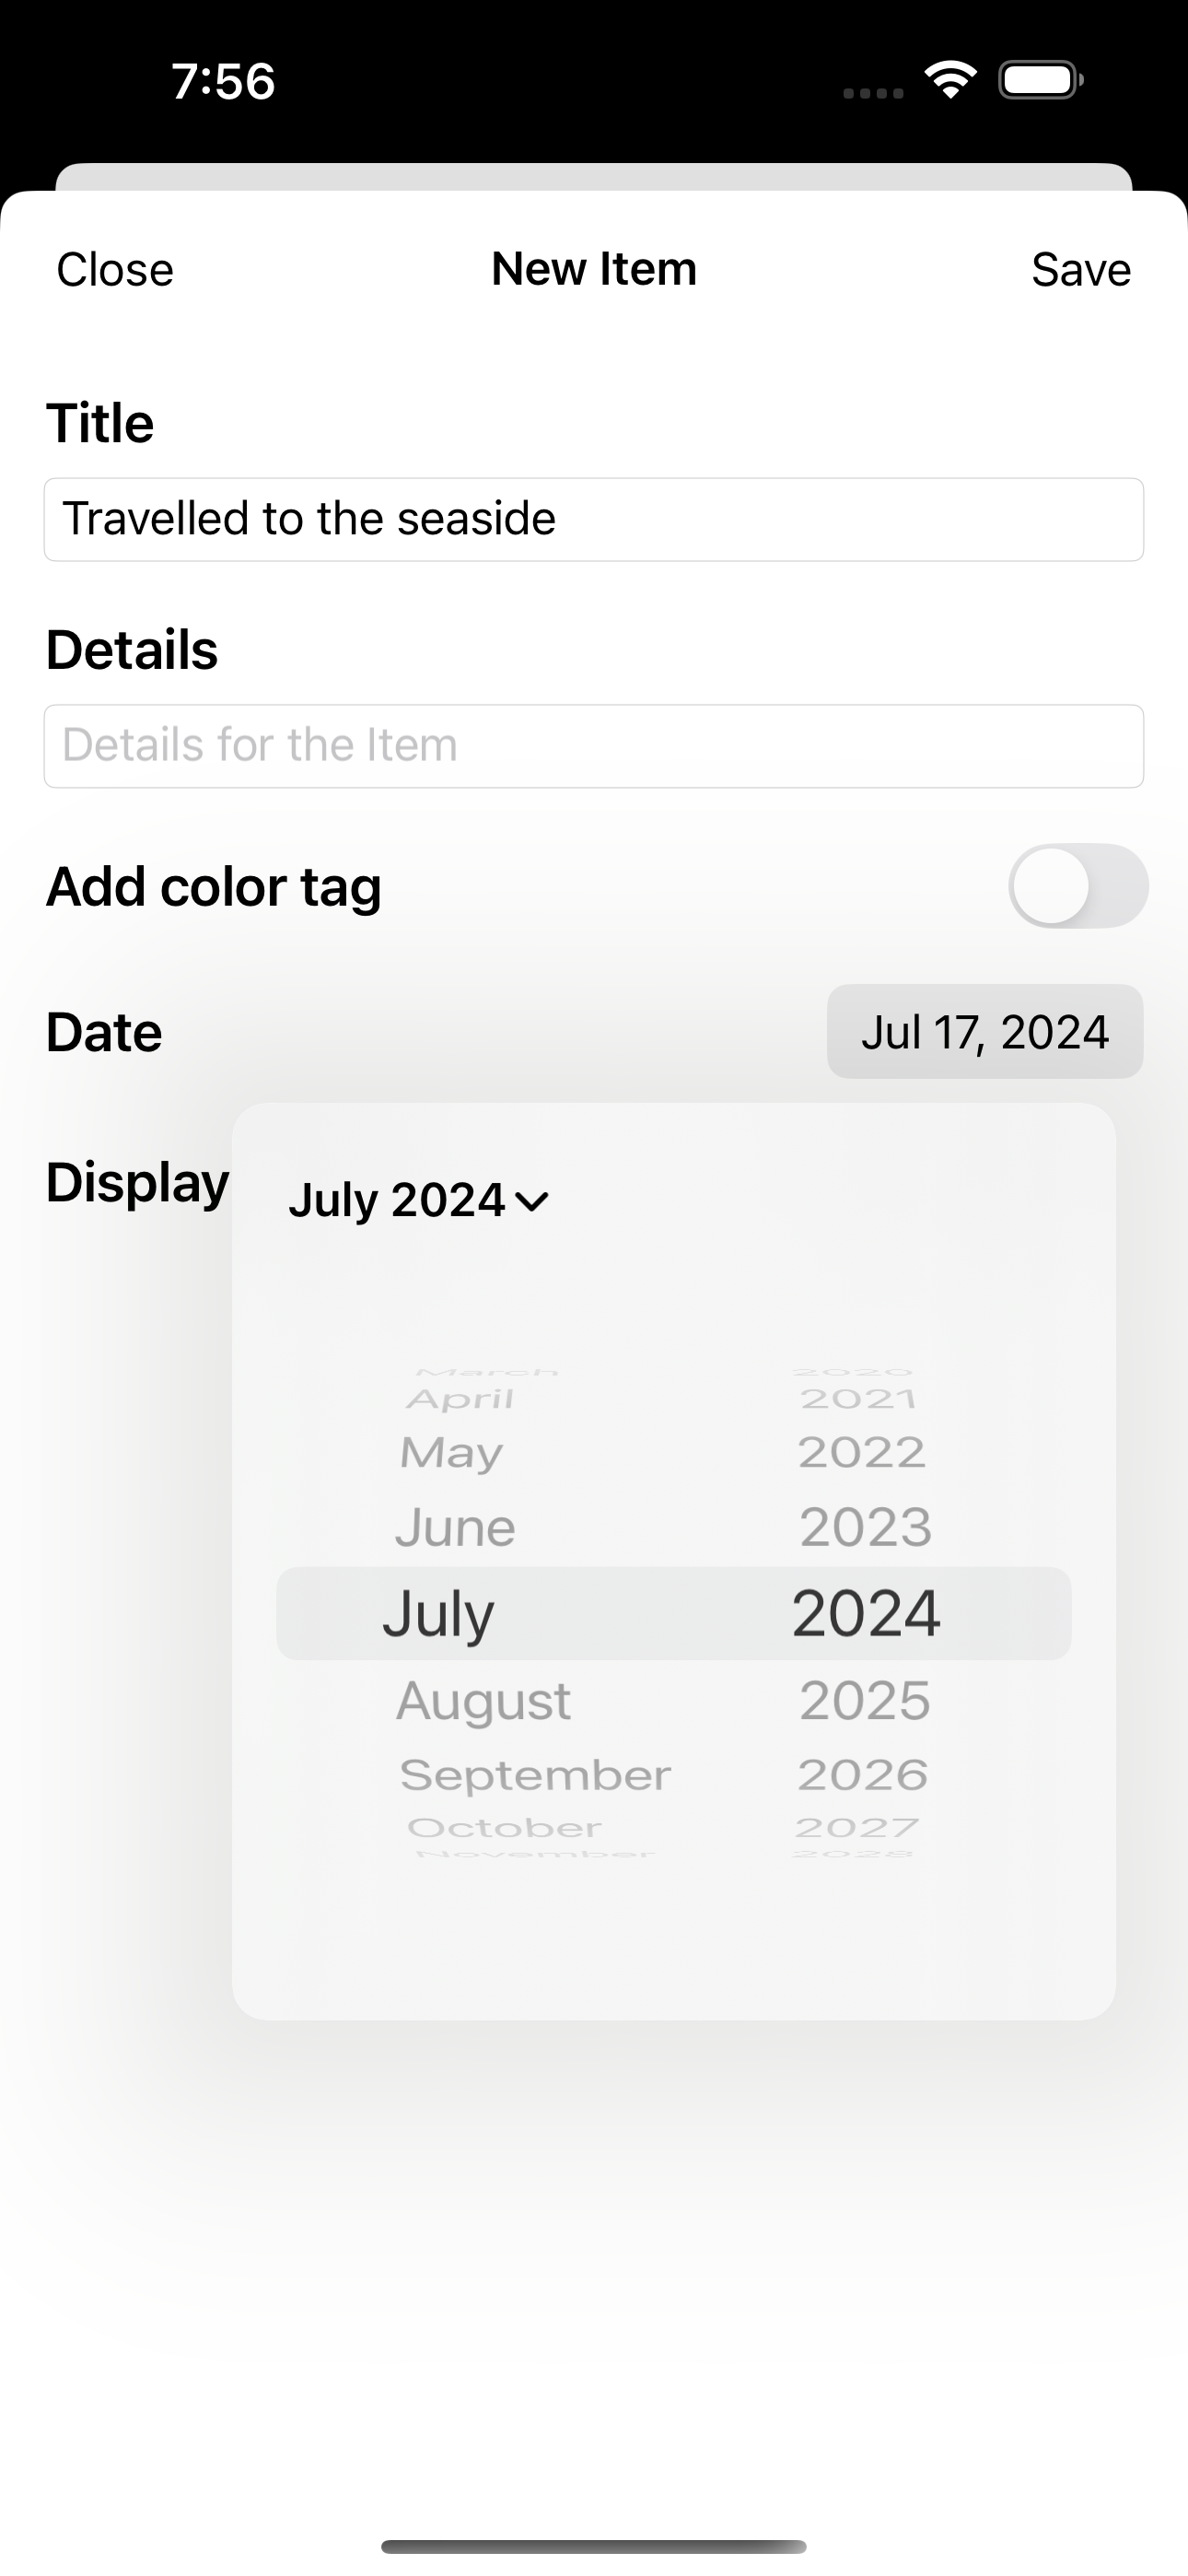 7:56
Close New Item Save
Title
Travelled to the seaside
Details
Details for the Item
Add color tag
Date Jul 17, 2024
Display
July 2024
March 2020
April 2021
May 2022
June 2023
July 2024
August 2025
September 2026
October 2027
November 2028